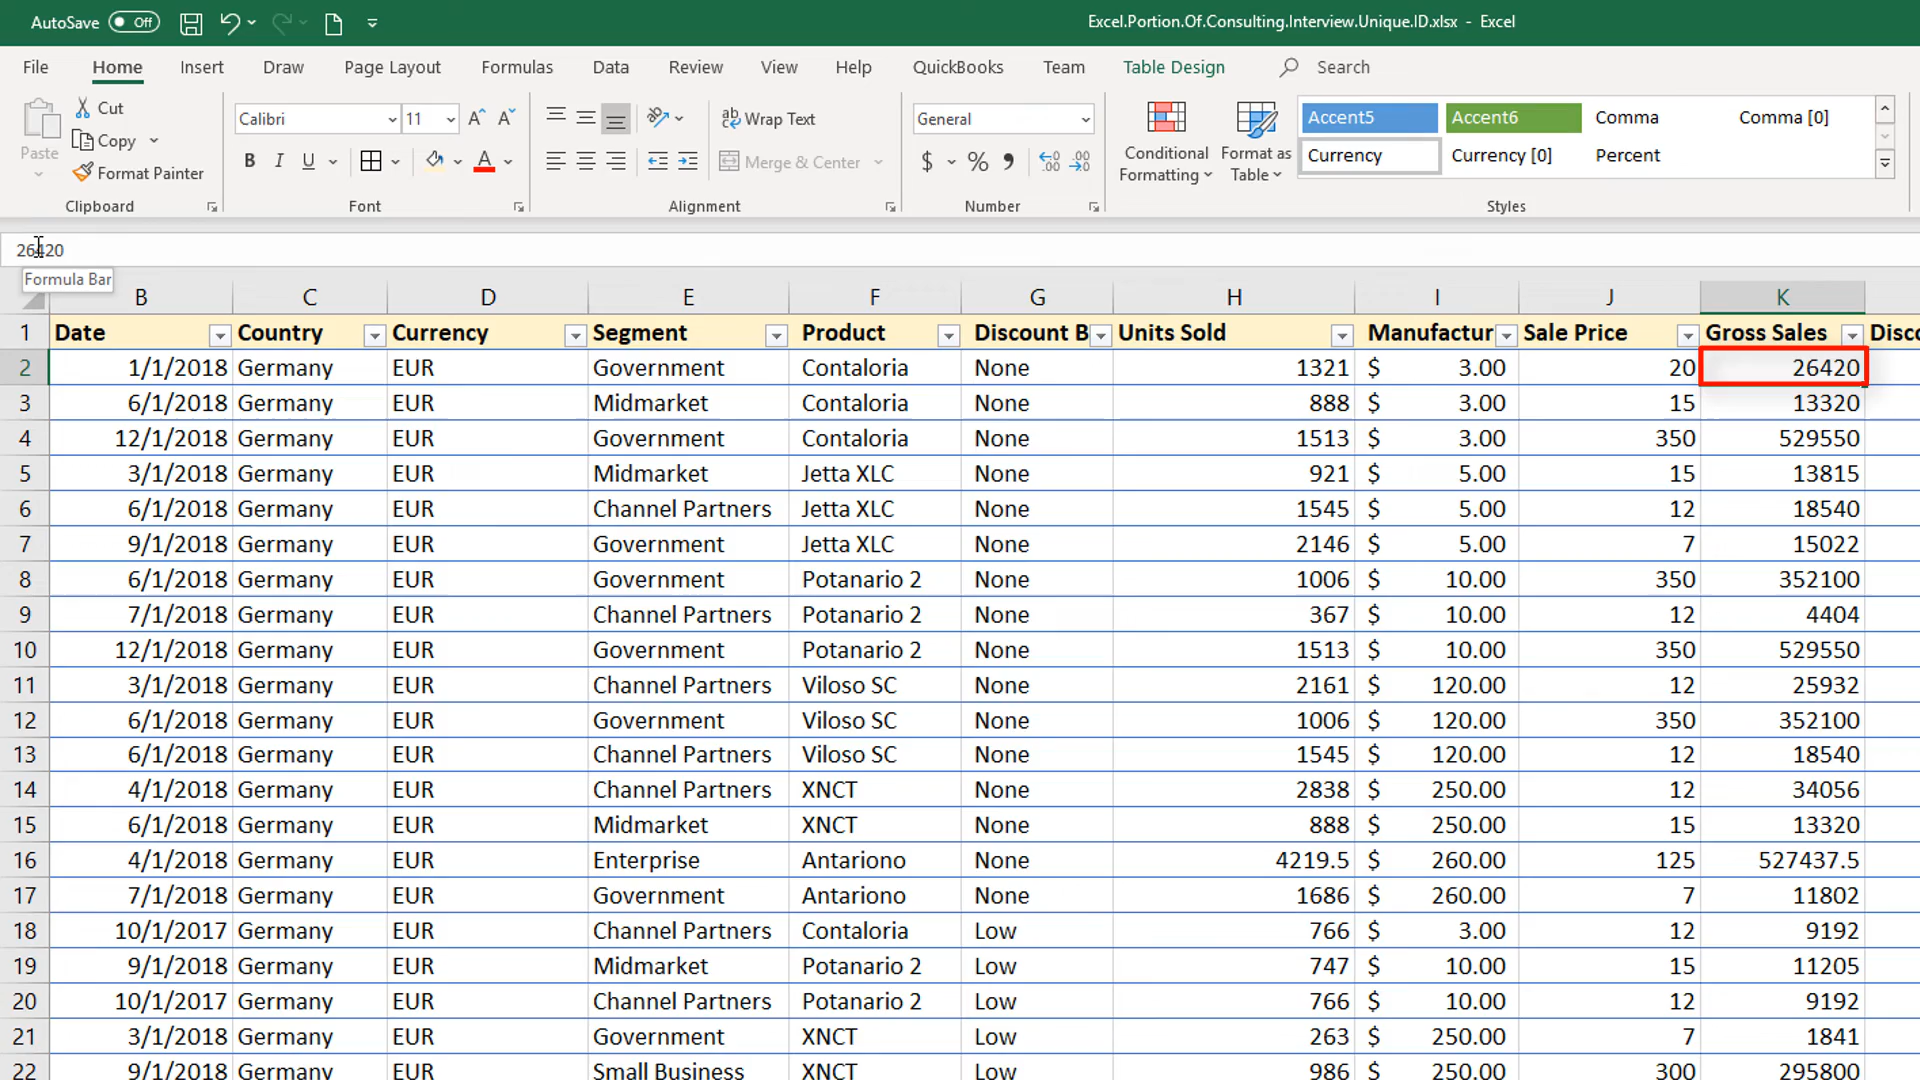 AutoSave Off
Excel.Portion.Of.Consulting.Interview.Unique.ID.xlsx - Excel
File Home Insert Draw Page Layout Formulas Data Review View Help QuickBooks Team Table Design Search
Paste
Cut
Copy
Format Painter
Clipboard
Calibri 11
B I U A
Font
ab Wrap Text
Merge & Center
Alignment
General
$ % 9
Number
Conditional Formatting
Format as Table
Accent5 Accent6 Comma Comma [0]
Currency Currency [0] Percent
Styles
26420
Formula Bar
B C D E F G H I J K
1 Date Country Currency Segment Product Discount B Units Sold Manufactur Sale Price Gross Sales Disco
2 1/1/2018 Germany EUR Government Contaloria None 1321 $ 3.00 20 26420
3 6/1/2018 Germany EUR Midmarket Contaloria None 888 $ 3.00 15 13320
4 12/1/2018 Germany EUR Government Contaloria None 1513 $ 3.00 350 529550
5 3/1/2018 Germany EUR Midmarket Jetta XLC None 921 $ 5.00 15 13815
6 6/1/2018 Germany EUR Channel Partners Jetta XLC None 1545 $ 5.00 12 18540
7 9/1/2018 Germany EUR Government Jetta XLC None 2146 $ 5.00 7 15022
8 6/1/2018 Germany EUR Government Potanario 2 None 1006 $ 10.00 350 352100
9 7/1/2018 Germany EUR Channel Partners Potanario 2 None 367 $ 10.00 12 4404
10 12/1/2018 Germany EUR Government Potanario 2 None 1513 $ 10.00 350 529550
11 3/1/2018 Germany EUR Channel Partners Viloso SC None 2161 $ 120.00 12 25932
12 6/1/2018 Germany EUR Government Viloso SC None 1006 $ 120.00 350 352100
13 6/1/2018 Germany EUR Channel Partners Viloso SC None 1545 $ 120.00 12 18540
14 4/1/2018 Germany EUR Channel Partners XNCT None 2838 $ 250.00 12 34056
15 6/1/2018 Germany EUR Midmarket XNCT None 888 $ 250.00 15 13320
16 4/1/2018 Germany EUR Enterprise Antariono None 4219.5 $ 260.00 125 527437.5
17 7/1/2018 Germany EUR Government Antariono None 1686 $ 260.00 7 11802
18 10/1/2017 Germany EUR Channel Partners Contaloria Low 766 $ 3.00 12 9192
19 9/1/2018 Germany EUR Midmarket Potanario 2 Low 747 $ 10.00 15 11205
20 10/1/2017 Germany EUR Channel Partners Potanario 2 Low 766 $ 10.00 12 9192
21 3/1/2018 Germany EUR Government XNCT Low 263 $ 250.00 7 1841
22 9/1/2018 Germany EUR Small Business XNCT Low 986 $ 250.00 300 295800